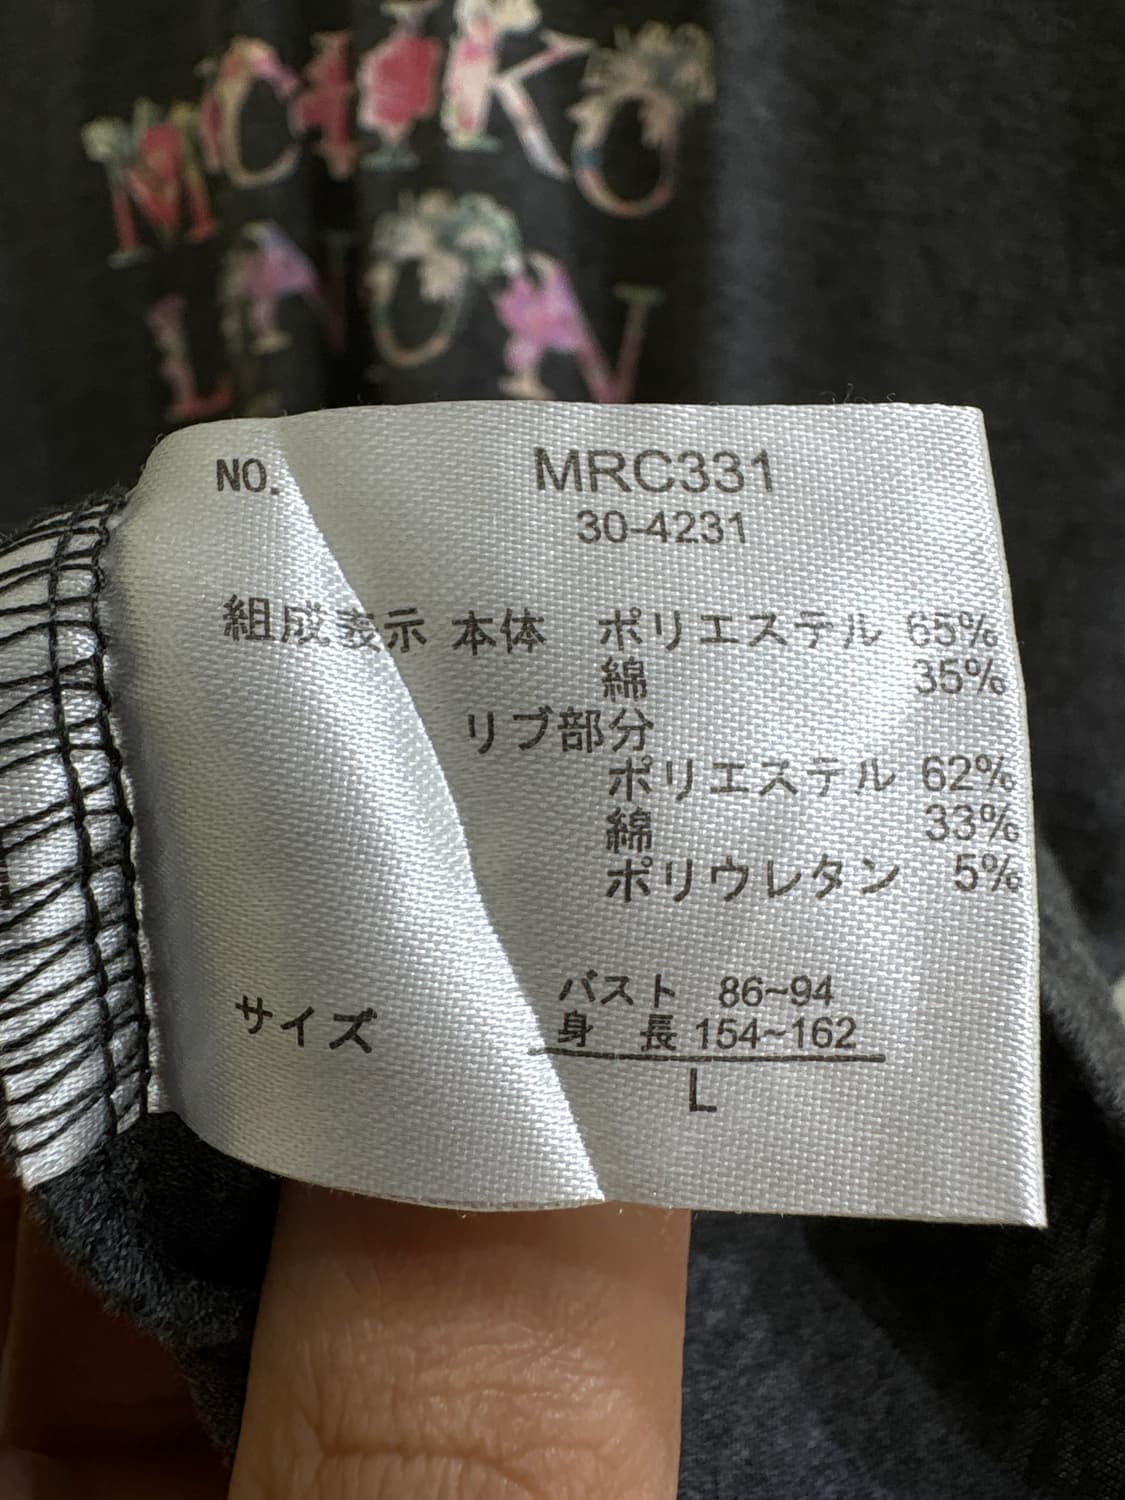 MCHIKO
LNON
NO. MRC331
30-4231
組成表示 本体 ポリエステル 65%
綿 35%
リブ部分
ポリエステル 62%
綿 33%
ポリウレタン 5%
サイズ
バスト 86~94
身 長 154~162
L